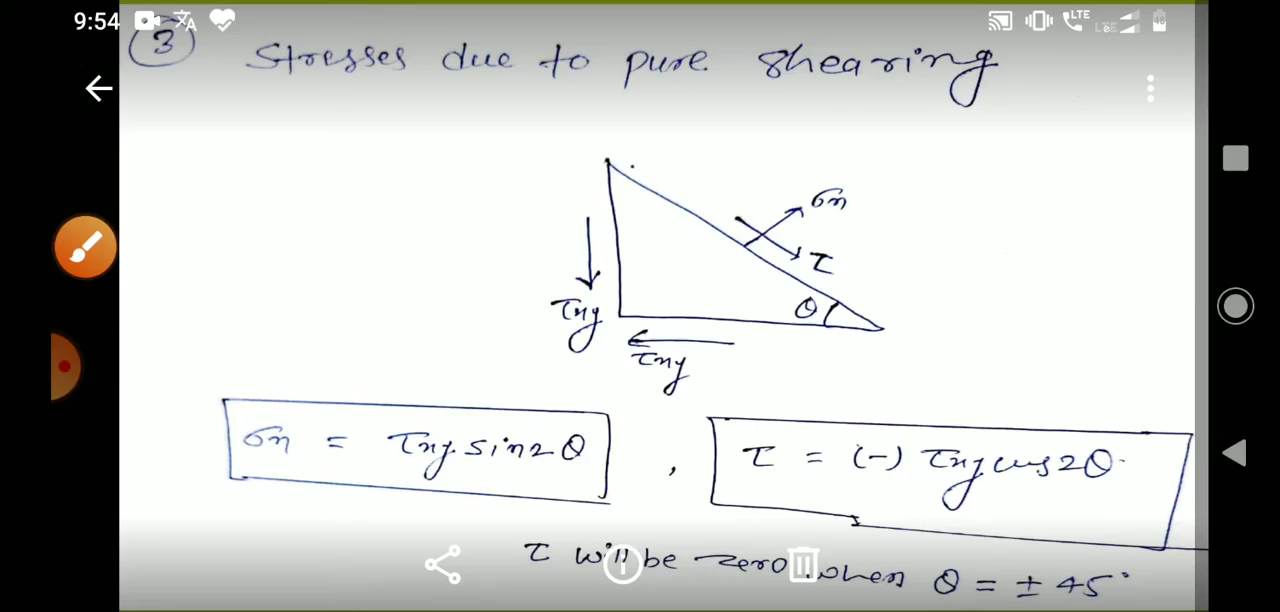 9:54 LTE
③ Stresses due to pure shearing
σn
τ
θ
τxy
τxy
σn = τxy.sin2θ , τ = (-) τxy cos2θ.
τ will be zero when θ = ± 45°